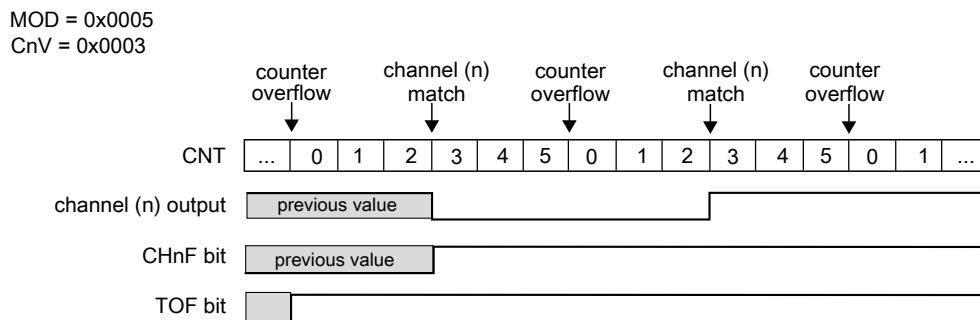 MOD = 0x0005
CnV = 0x0003
counter overflow
channel (n) match
counter overflow
channel (n) match
counter overflow
CNT ... 0 1 2 3 4 5 0 1 2 3 4 5 0 1 ...
channel (n) output previous value
CHnF bit previous value
TOF bit